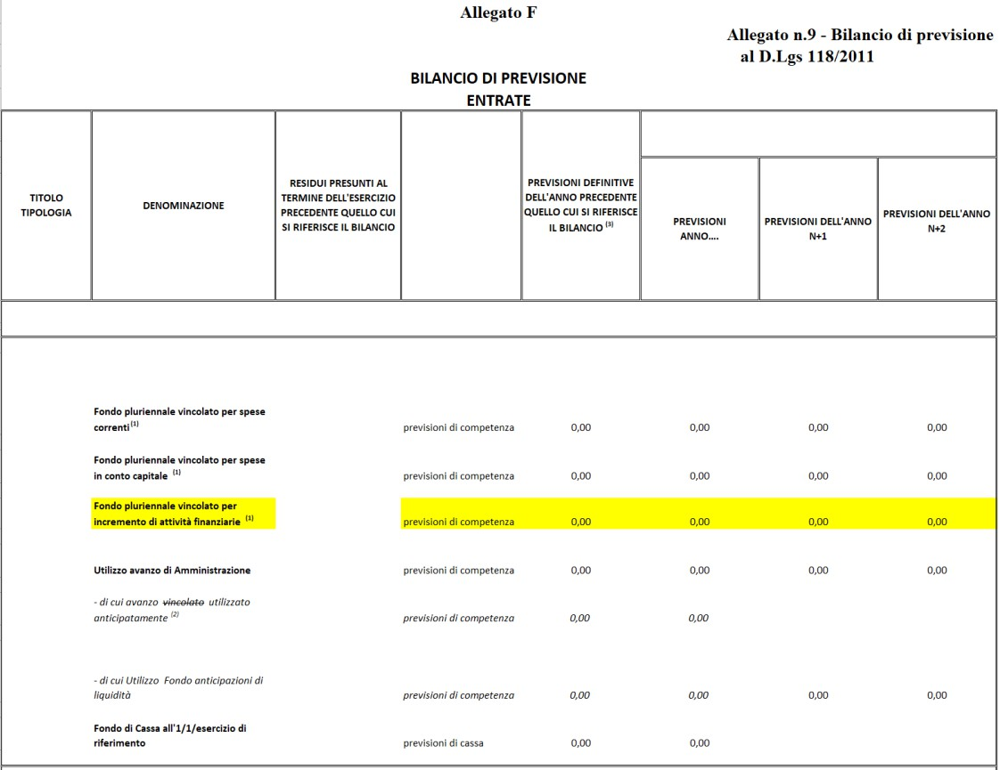 Allegato F
Allegato n.9 - Bilancio di previsione
al D.Lgs 118/2011
BILANCIO DI PREVISIONE
ENTRATE
TITOLO
TIPOLOGIA
DENOMINAZIONE
RESIDUI PRESUNTI AL
TERMINE DELL'ESERCIZIO
PRECEDENTE QUELLO CUI
SI RIFERISCE IL BILANCIO
PREVISIONI DEFINITIVE
DELL'ANNO PRECEDENTE
QUELLO CUI SI RIFERISCE
IL BILANCIO (3)
PREVISIONI
ANNO....
PREVISIONI DELL'ANNO
N+1
PREVISIONI DELL'ANNO
N+2
Fondo pluriennale vincolato per spese
correnti (1) previsioni di competenza 0,00 0,00 0,00 0,00
Fondo pluriennale vincolato per spese
in conto capitale (1) previsioni di competenza 0,00 0,00 0,00 0,00
Fondo pluriennale vincolato per
incremento di attività finanziarie (1) previsioni di competenza 0,00 0,00 0,00 0,00
Utilizzo avanzo di Amministrazione previsioni di competenza 0,00 0,00 0,00 0,00
- di cui avanzo vincolato utilizzato
anticipatamente (2) previsioni di competenza 0,00 0,00
- di cui Utilizzo Fondo anticipazioni di
liquidità previsioni di competenza 0,00 0,00 0,00 0,00
Fondo di Cassa all'1/1/esercizio di
riferimento previsioni di cassa 0,00 0,00